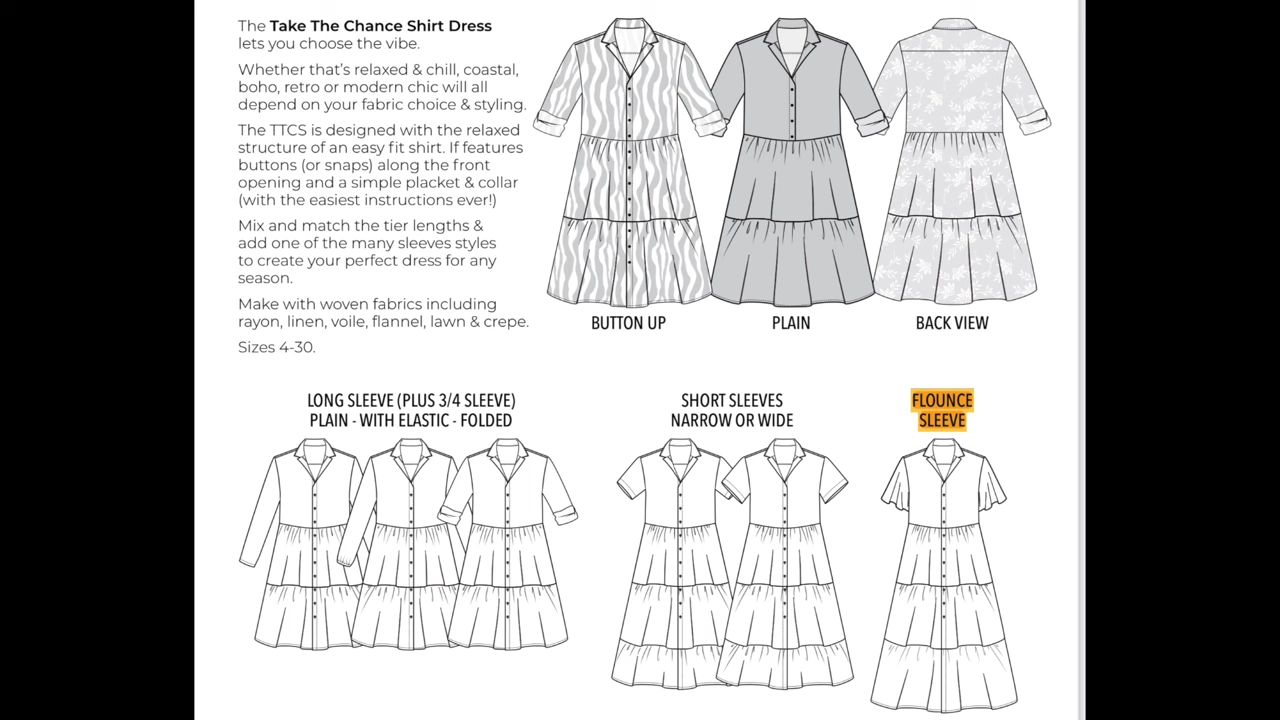 The Take The Chance Shirt Dress
lets you choose the vibe.
Whether that's relaxed & chill, coastal,
boho, retro or modern chic will all
depend on your fabric choice & styling.
The TTCS is designed with the relaxed
structure of an easy fit shirt. If features
buttons (or snaps) along the front
opening and a simple placket & collar
(with the easiest instructions ever!)
Mix and match the tier lengths &
add one of the many sleeves styles
to create your perfect dress for any
season.
Make with woven fabrics including
rayon, linen, voile, flannel, lawn & crepe.
Sizes 4-30.
BUTTON UP
PLAIN
BACK VIEW
LONG SLEEVE (PLUS 3/4 SLEEVE)
PLAIN - WITH ELASTIC - FOLDED
SHORT SLEEVES
NARROW OR WIDE
FLOUNCE
SLEEVE